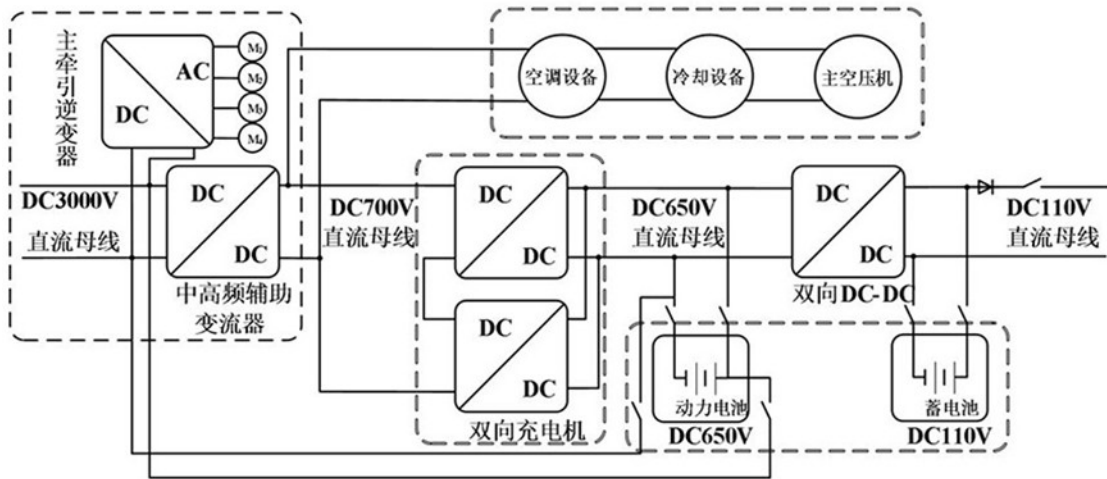 主牵引逆变器
AC
DC
M1
M2
M3
M4
空调设备
冷却设备
主空压机
DC3000V
直流母线
DC
DC
中高频辅助
变流器
DC700V
直流母线
DC
DC
DC
DC
双向充电机
DC650V
直流母线
DC
DC
双向DC-DC
DC110V
直流母线
动力电池
DC650V
蓄电池
DC110V